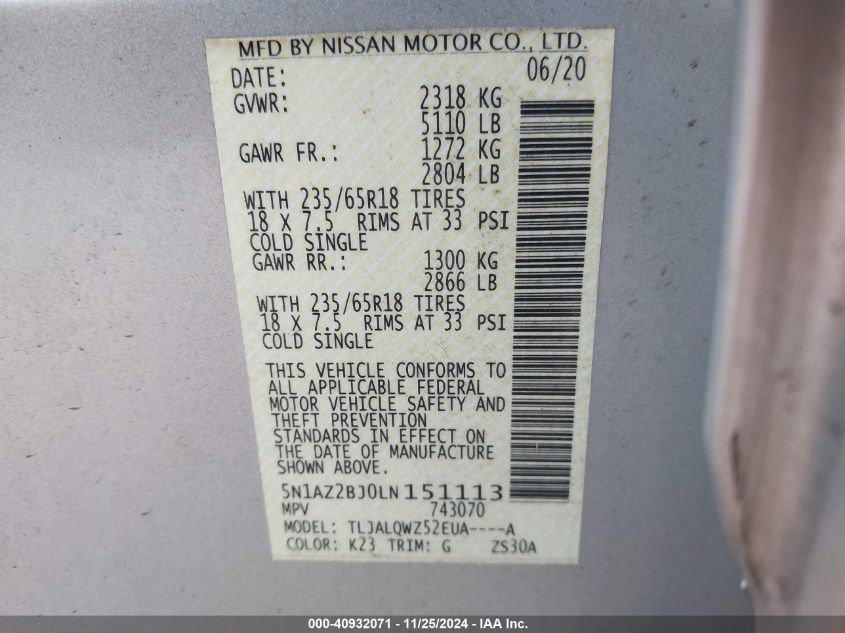 MFD BY NISSAN MOTOR CO., LTD.
DATE: 06/20
GVWR: 2318 KG
5110 LB
GAWR FR.: 1272 KG
2804 LB
WITH 235/65R18 TIRES
18 X 7.5 RIMS AT 33 PSI
COLD SINGLE
GAWR RR.: 1300 KG
2866 LB
WITH 235/65R18 TIRES
18 X 7.5 RIMS AT 33 PSI
COLD SINGLE
THIS VEHICLE CONFORMS TO
ALL APPLICABLE FEDERAL
MOTOR VEHICLE SAFETY AND
THEFT PREVENTION
STANDARDS IN EFFECT ON
THE DATE OF MANUFACTURE
SHOWN ABOVE.
5N1AZ2BJ0LN151113
MPV 743070
MODEL: TLJALQWZ52EUA----A
COLOR: K23 TRIM: G ZS30A
000-40932071 - 11/25/2024 - IAA Inc.